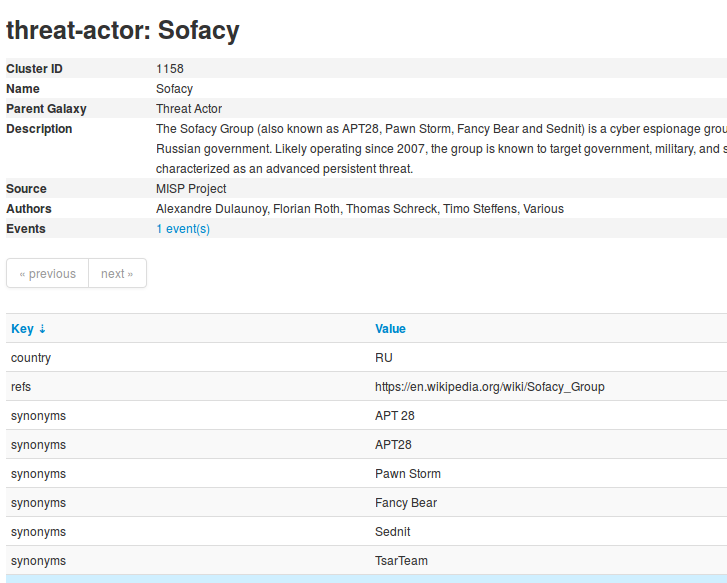 threat-actor: Sofacy
Cluster ID 1158
Name Sofacy
Parent Galaxy Threat Actor
Description The Sofacy Group (also known as APT28, Pawn Storm, Fancy Bear and Sednit) is a cyber espionage
Russian government. Likely operating since 2007, the group is known to target government, military, and
characterized as an advanced persistent threat.
Source MISP Project
Authors Alexandre Dulaunoy, Florian Roth, Thomas Schreck, Timo Steffens, Various
Events 1 event(s)
« previous next »
Key ↓ Value
country RU
refs https://en.wikipedia.org/wiki/Sofacy_Group
synonyms APT 28
synonyms APT28
synonyms Pawn Storm
synonyms Fancy Bear
synonyms Sednit
synonyms TsarTeam